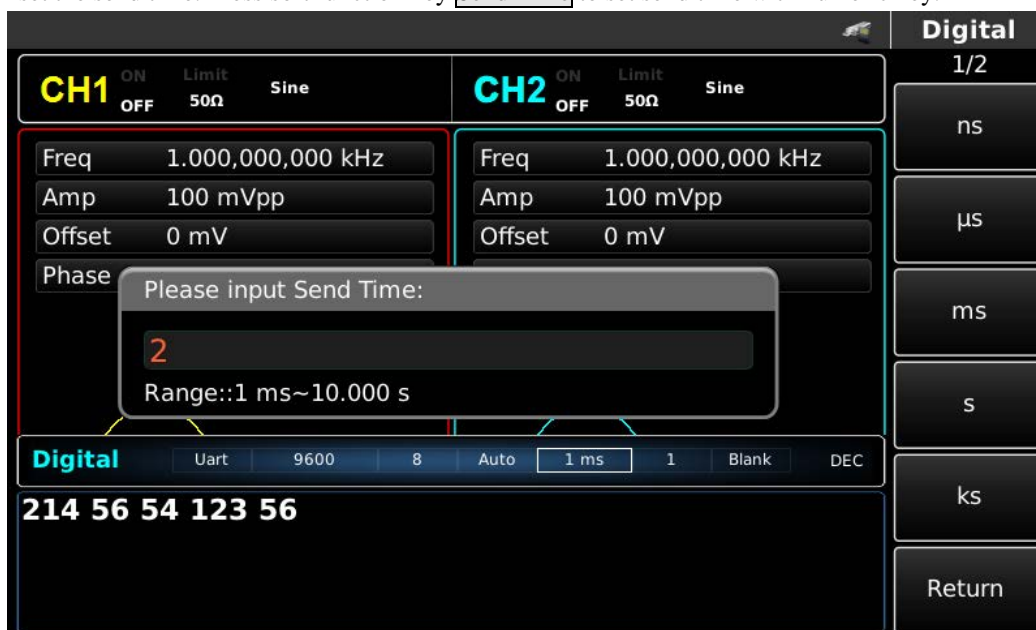 Digital
1/2
CH1 ON OFF Limit 50Ω Sine
CH2 ON OFF Limit 50Ω Sine
Freq 1.000,000,000 kHz
Amp 100 mVpp
Offset 0 mV
Phase
Freq 1.000,000,000 kHz
Amp 100 mVpp
Offset 0 mV
Please input Send Time:
2
Range::1 ms~10.000 s
Digital Uart 9600 8 Auto 1 ms 1 Blank DEC
214 56 54 123 56
ns
µs
ms
s
ks
Return